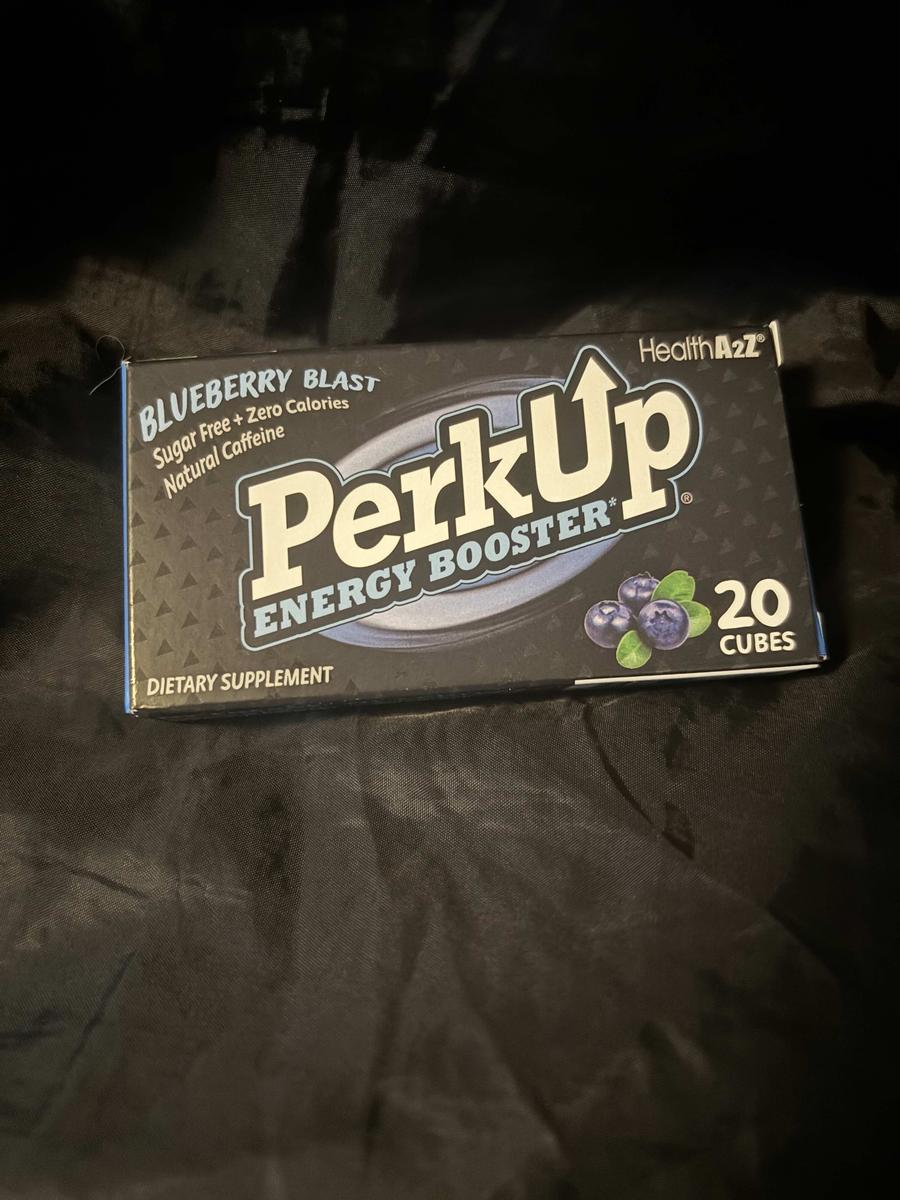 HealthA2Z®
BLUEBERRY BLAST
Sugar Free + Zero Calories
Natural Caffeine
PerkUp®
ENERGY BOOSTER*
20
CUBES
DIETARY SUPPLEMENT